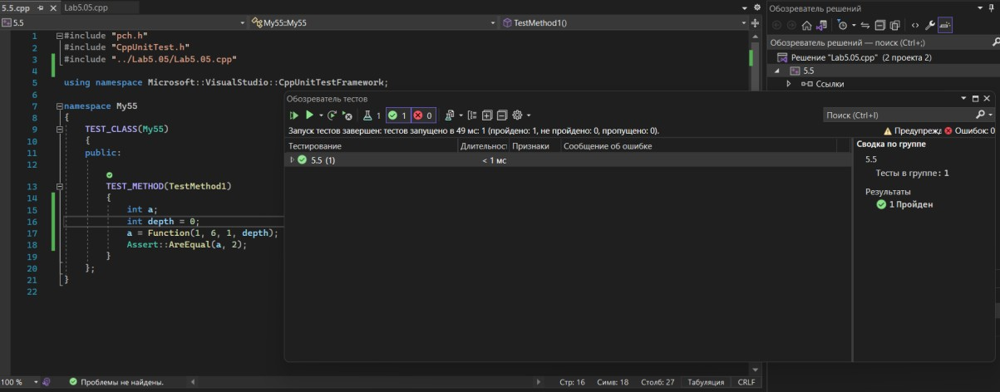 5.5.cpp
Lab5.05.cpp
5.5
My55::My55
TestMethod1()
1 #include "pch.h"
2 #include "CppUnitTest.h"
3 #include "../Lab5.05/Lab5.05.cpp"
4
5 using namespace Microsoft::VisualStudio::CppUnitTestFramework;
6
7 namespace My55
8 {
9 TEST_CLASS(My55)
10 {
11 public:
12
13 TEST_METHOD(TestMethod1)
14 {
15 int a;
16 int depth = 0;
17 a = Function(1, 6, 1, depth);
18 Assert::AreEqual(a, 2);
19 }
20 };
21 }
22
Обозреватель тестов
1 1 0
Поиск (Ctrl+I)
Запуск тестов завершен: тестов запущено в 49 мс: 1 (пройдено: 1, не пройдено: 0, пропущено: 0).
Предупрежд Ошибок: 0
Тестирование Длительнос Признаки Сообщение об ошибке
5.5 (1) < 1 мс
Сводка по группе
5.5
Тесты в группе: 1
Результаты
1 Пройден
Обозреватель решений
Обозреватель решений — поиск (Ctrl+;)
Решение "Lab5.05.cpp" (2 проекта 2)
5.5
Ссылки
100 % Проблемы не найдены. Стр: 16 Симв: 18 Столб: 27 Табуляция CRLF